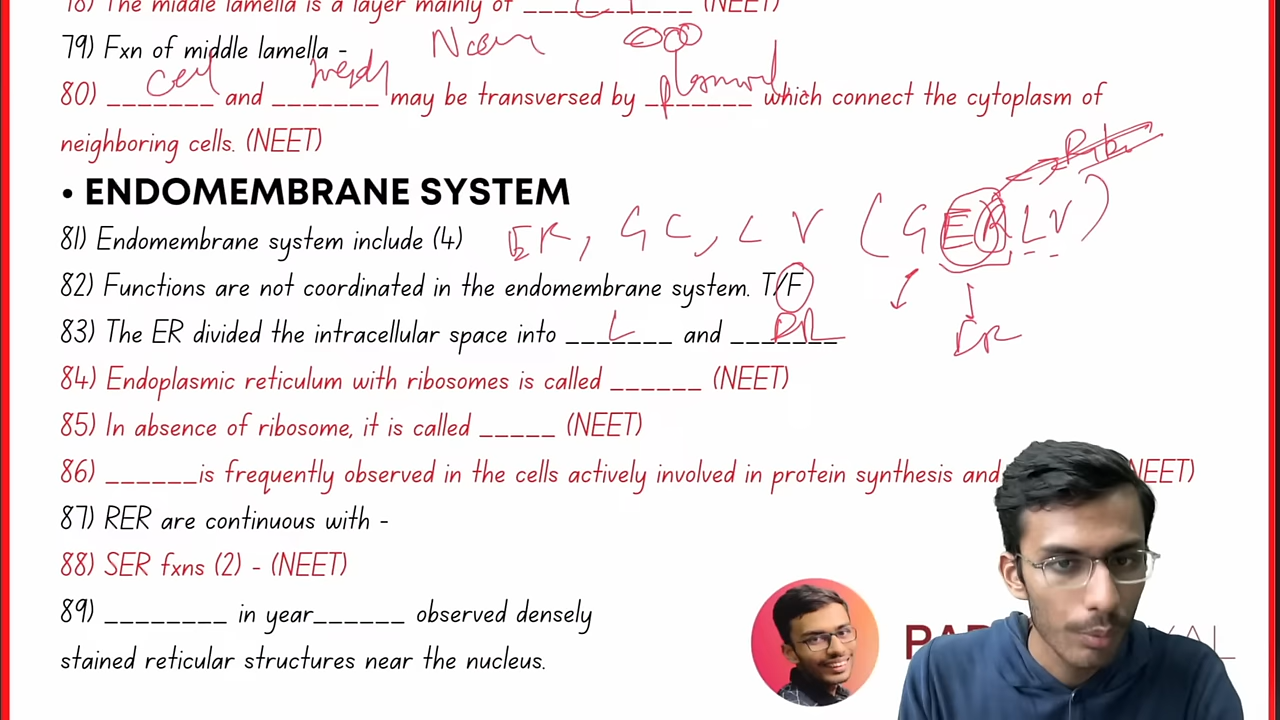 78) The middle lamella is a layer mainly of ____________ (NEET)
79) Fxn of middle lamella -
80) _______ and _______ may be transversed by _______ which connect the cytoplasm of
cell
neighboring cells. (NEET)
• ENDOMEMBRANE SYSTEM
81) Endomembrane system include (4) ER, GC, L V (GERLV)
82) Functions are not coordinated in the endomembrane system. T/F
83) The ER divided the intracellular space into _______ and _______
L
ER
84) Endoplasmic reticulum with ribosomes is called ______ (NEET)
85) In absence of ribosome, it is called _____ (NEET)
86) ______is frequently observed in the cells actively involved in protein synthesis and NEET)
87) RER are continuous with -
88) SER fxns (2) - (NEET)
89) ________ in year______ observed densely
stained reticular structures near the nucleus.